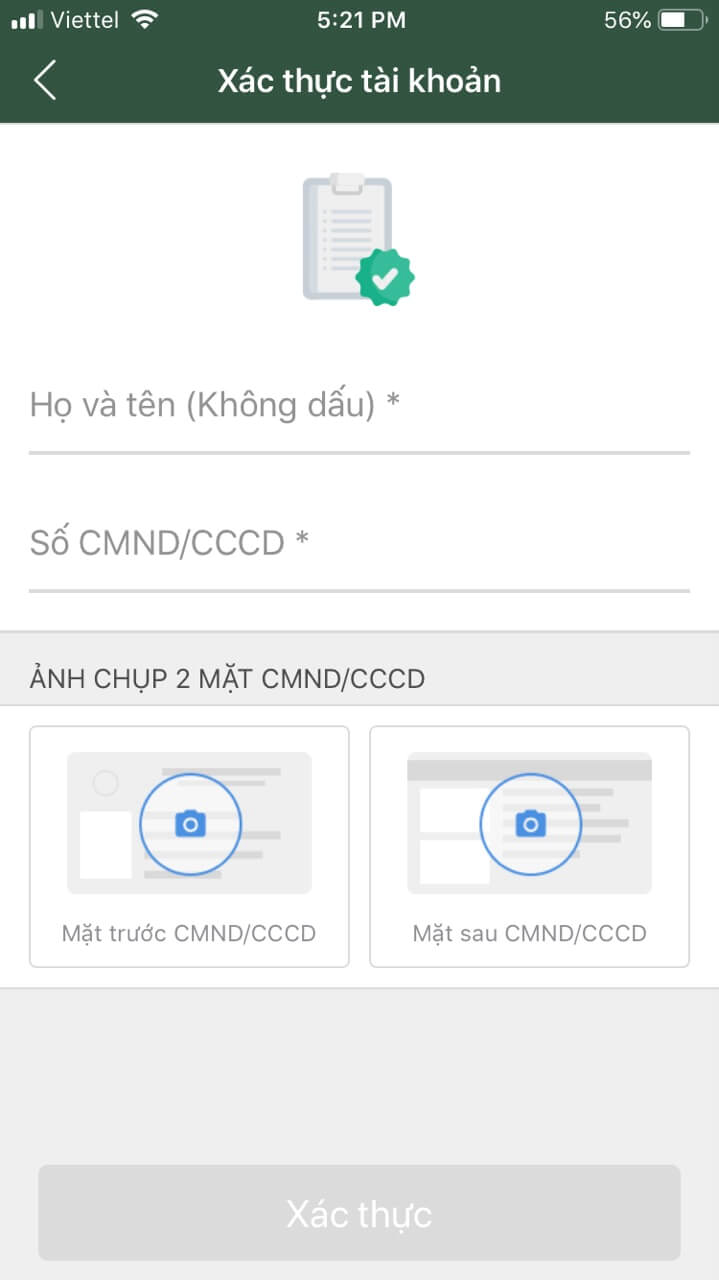 Viettel 5:21 PM 56%
Xác thực tài khoản
Họ và tên (Không dấu) *
Số CMND/CCCD *
ẢNH CHỤP 2 MẶT CMND/CCCD
Mặt trước CMND/CCCD
Mặt sau CMND/CCCD
Xác thực